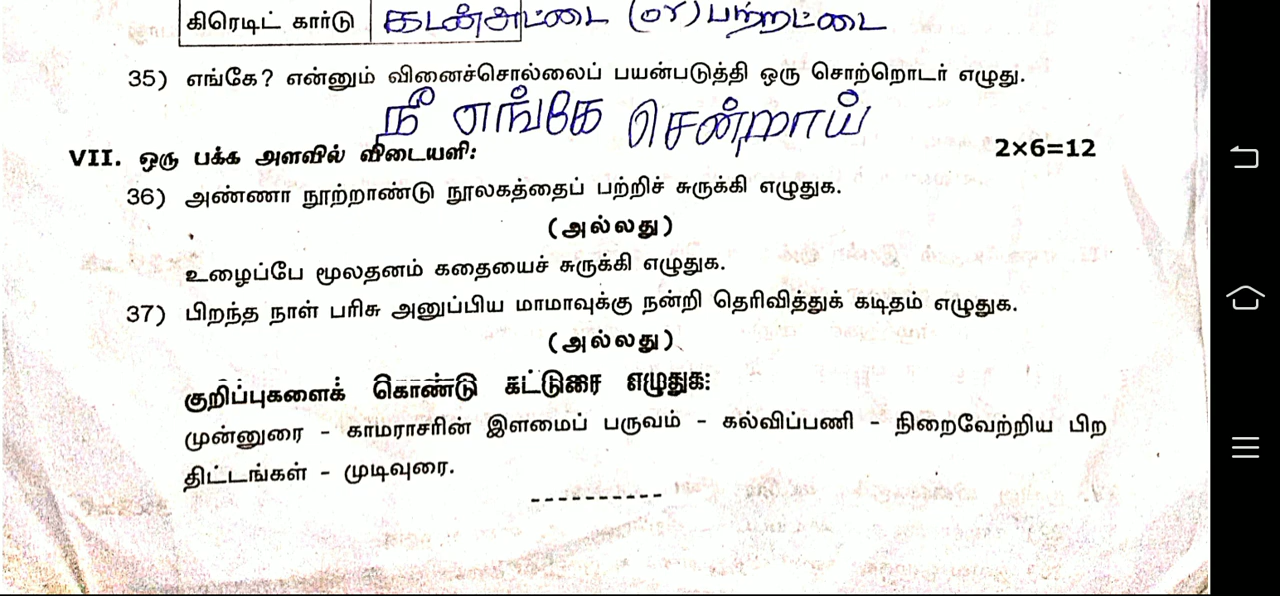 கிரெடிட் கார்டு கடன்அட்டை (or) பற்றட்டை
35) எங்கே? என்னும் வினைச்சொல்லைப் பயன்படுத்தி ஒரு சொற்றொடர் எழுது.
நீ எங்கே சென்றாய்
VII. ஒரு பக்க அளவில் விடையளி: 2×6=12
36) அண்ணா நூற்றாண்டு நூலகத்தைப் பற்றிச் சுருக்கி எழுதுக.
(அல்லது)
உழைப்பே மூலதனம் கதையைச் சுருக்கி எழுதுக.
37) பிறந்த நாள் பரிசு அனுப்பிய மாமாவுக்கு நன்றி தெரிவித்துக் கடிதம் எழுதுக.
(அல்லது)
குறிப்புகளைக் கொண்டு கட்டுரை எழுதுக:
முன்னுரை - காமராசரின் இளமைப் பருவம் - கல்விப்பணி - நிறைவேற்றிய பிற
திட்டங்கள் - முடிவுரை.